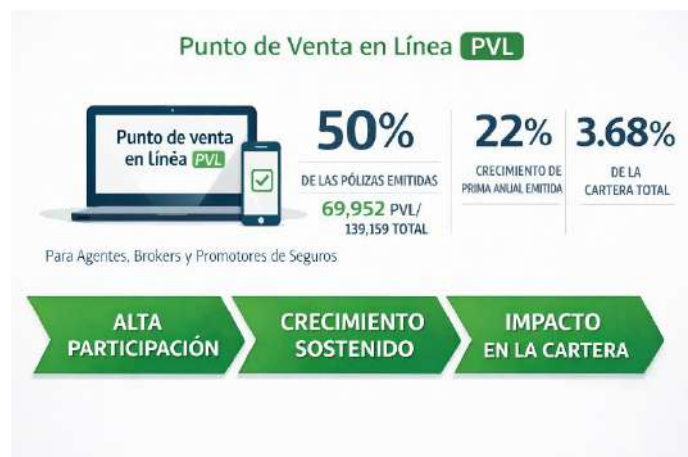 Punto de Venta en Línea PVL
Punto de venta
en línea PVL
50%
DE LAS PÓLIZAS EMITIDAS
69,952 PVL/
139,159 TOTAL
22%
CRECIMIENTO DE
PRIMA ANUAL EMITIDA
3.68%
DE LA
CARTERA TOTAL
Para Agentes, Brokers y Promotores de Seguros
ALTA
PARTICIPACIÓN
CRECIMIENTO
SOSTENIDO
IMPACTO
EN LA CARTERA